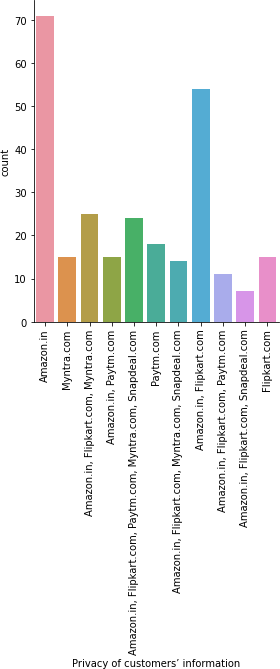 70
60
50
40
30
20
10
0
count
Amazon.in
Myntra.com
Amazon.in, Flipkart.com, Myntra.com
Amazon.in, Paytm.com
Amazon.in, Flipkart.com, Paytm.com, Myntra.com, Snapdeal.com
Paytm.com
Amazon.in, Flipkart.com, Myntra.com, Snapdeal.com
Amazon.in, Flipkart.com
Amazon.in, Flipkart.com, Paytm.com
Amazon.in, Flipkart.com, Snapdeal.com
Flipkart.com
Privacy of customers’ information